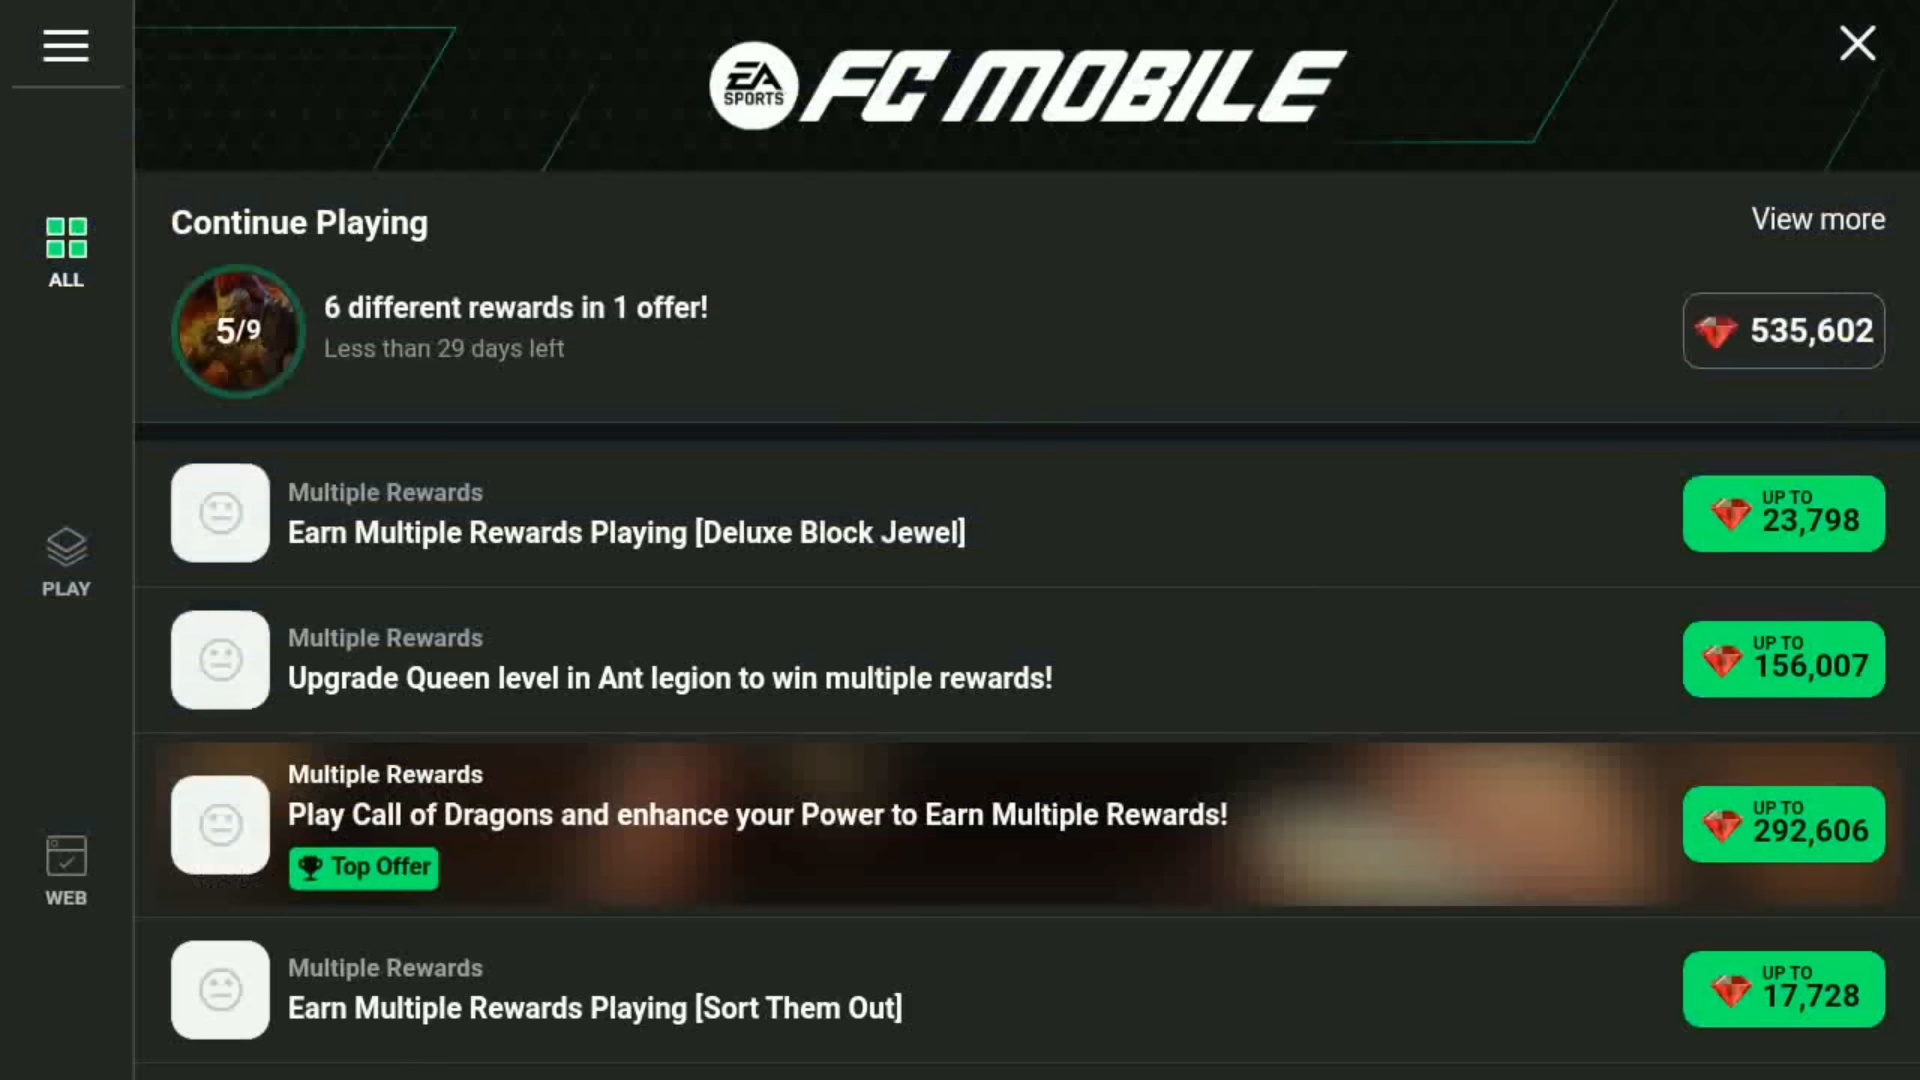 EA SPORTS FC MOBILE
Continue Playing
View more
5/9
6 different rewards in 1 offer!
Less than 29 days left
535,602
ALL
Multiple Rewards
Earn Multiple Rewards Playing [Deluxe Block Jewel]
UP TO
23,798
PLAY
Multiple Rewards
Upgrade Queen level in Ant legion to win multiple rewards!
UP TO
156,007
Multiple Rewards
Play Call of Dragons and enhance your Power to Earn Multiple Rewards!
Top Offer
UP TO
292,606
WEB
Multiple Rewards
Earn Multiple Rewards Playing [Sort Them Out]
UP TO
17,728